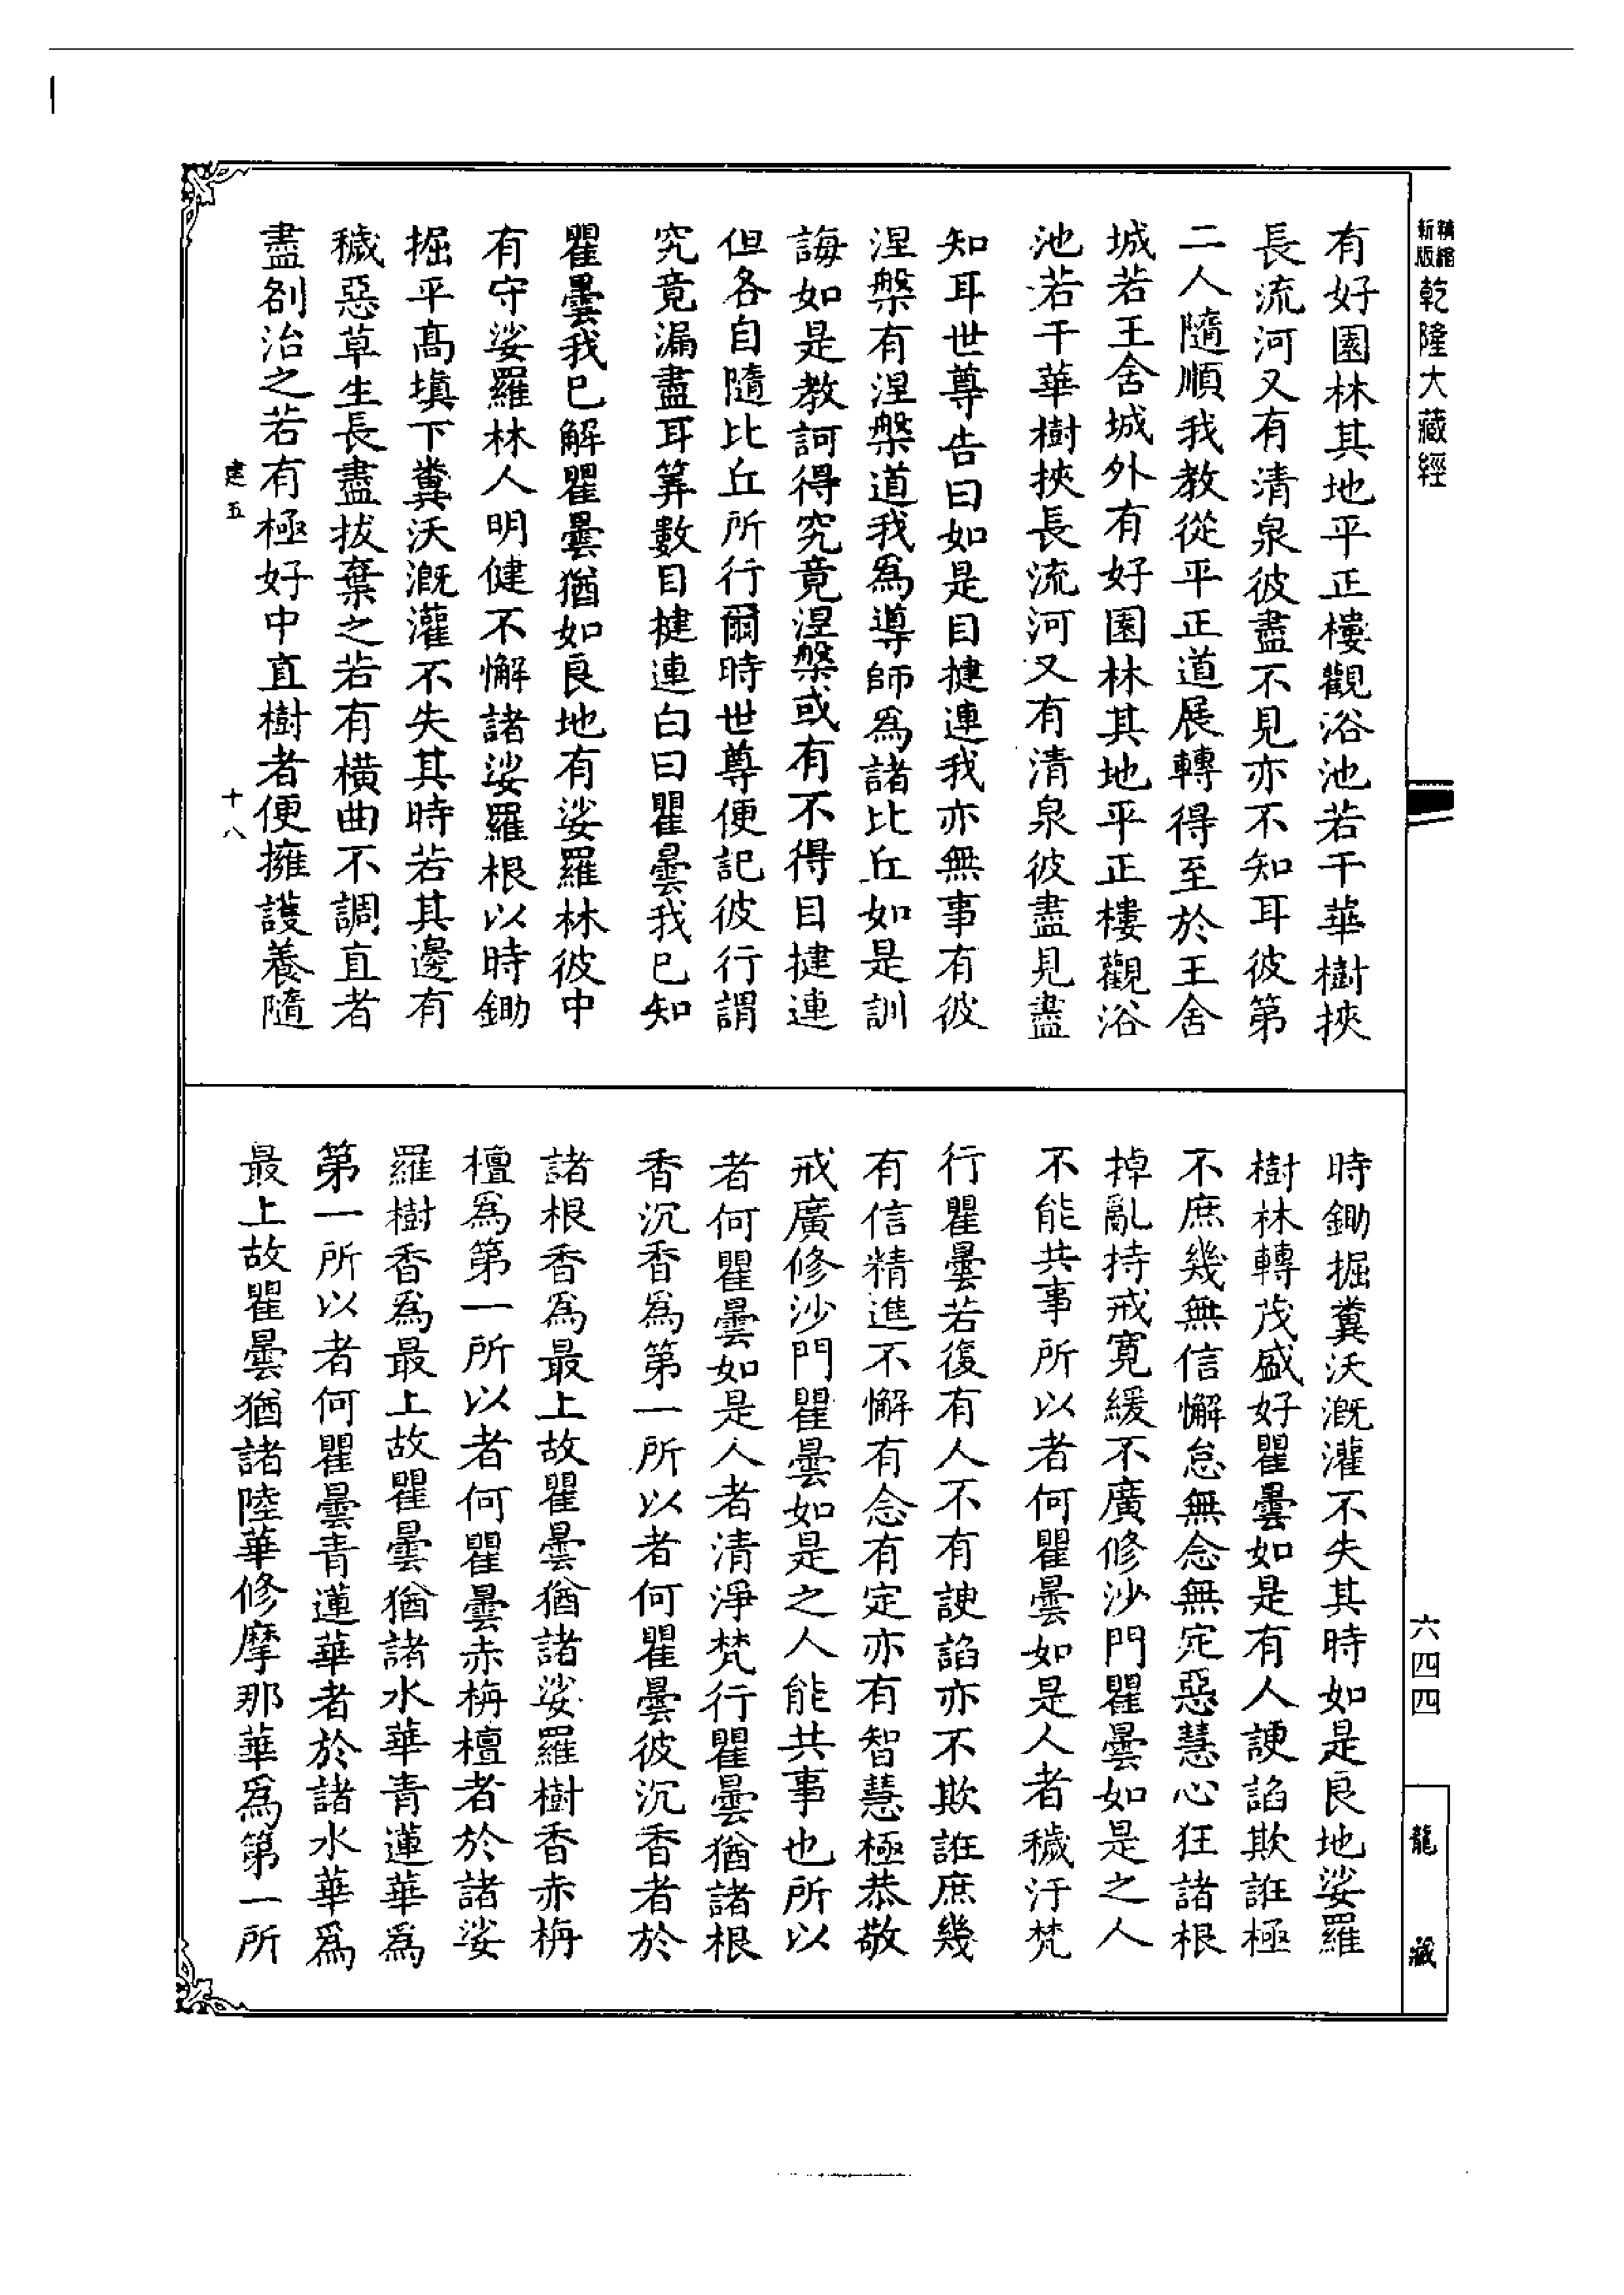 精縮
新版
乾隆大藏經
六四四
龍藏
有好園林其地平正樓觀浴池若干華樹挾
長流河又有清泉彼盡不見亦不知耳彼第
二人隨順我教從平正道展轉得至於王舍
城若王舍城外有好園林其地平正樓觀浴
池若干華樹挾長流河又有清泉彼盡見盡
知耳世尊告曰如是目揵連我亦無事有彼
涅槃有涅槃道我爲導師爲諸比丘如是訓
誨如是教訶得究竟涅槃或有不得目揵連
但各自隨比丘所行爾時世尊便記彼行謂
究竟漏盡耳筭數目揵連白曰瞿曇我已知
瞿曇我已解瞿曇猶如良地有娑羅林彼中
有守娑羅林人明健不懈諸娑羅根以時鋤
掘平高填下糞沃溉灌不失其時若其邊有
穢惡草生長盡拔棄之若有橫曲不調直者
盡刳治之若有極好中直樹者便擁護養隨
建五
十八
時鋤掘糞沃溉灌不失其時如是良地娑羅
樹林轉茂盛好瞿曇如是有人諛諂欺誑極
不庶幾無信懈怠無念無定惡慧心狂諸根
掉亂持戒寬緩不廣修沙門瞿曇如是之人
不能共事所以者何瞿曇如是人者穢汙梵
行瞿曇若復有人不有諛諂亦不欺誑庶幾
有信精進不懈有念有定亦有智慧極恭敬
戒廣修沙門瞿曇如是之人能共事也所以
者何瞿曇如是人者清淨梵行瞿曇猶諸根
香沉香爲第一所以者何瞿曇彼沉香者於
諸根香爲最上故瞿曇猶諸娑羅樹香赤栴
檀爲第一所以者何瞿曇赤栴檀者於諸娑
羅樹香爲最上故瞿曇猶諸水華青蓮華爲
第一所以者何瞿曇青蓮華者於諸水華爲
最上故瞿曇猶諸陸華修摩那華爲第一所